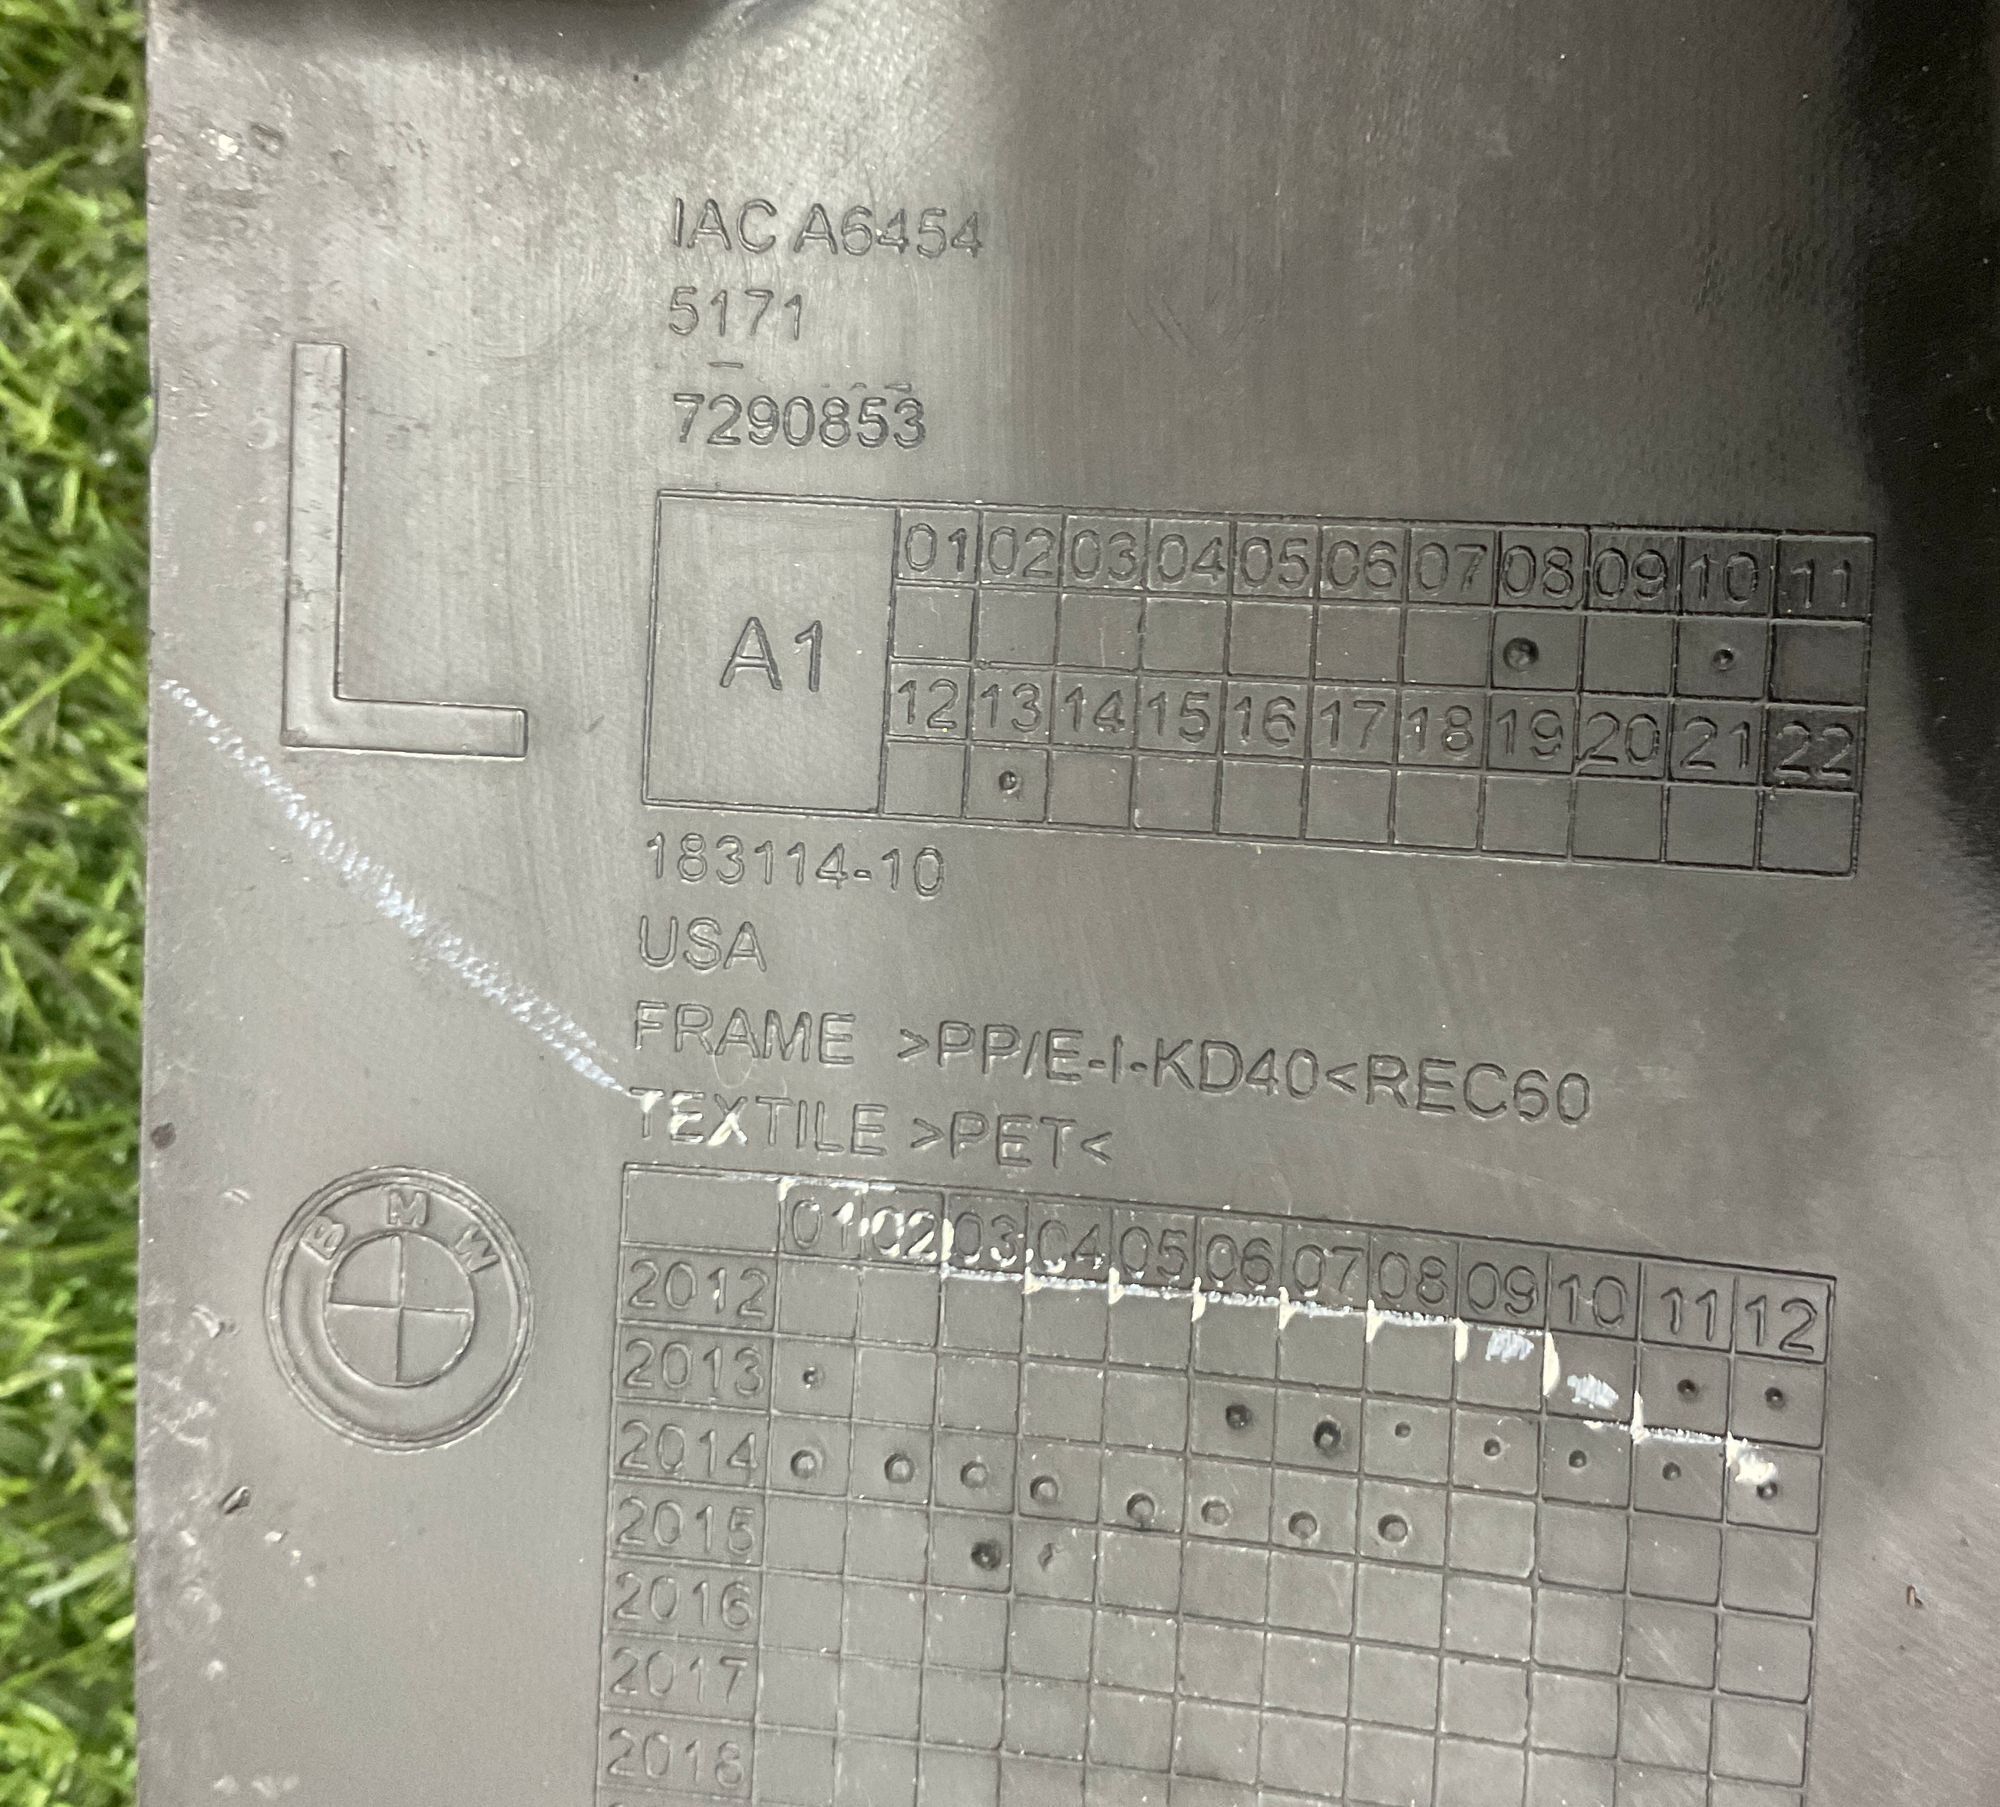 IAC A6454
5171
7290853
L
A1
01 02 03 04 05 06 07 08 09 10 11
12 13 14 15 16 17 18 19 20 21 22
183114-10
USA
FRAME >PP/E-I-KD40<REC60
TEXTILE >PET<
BMW
01 02 03 04 05 06 07 08 09 10 11 12
2012
2013
2014
2015
2016
2017
2018